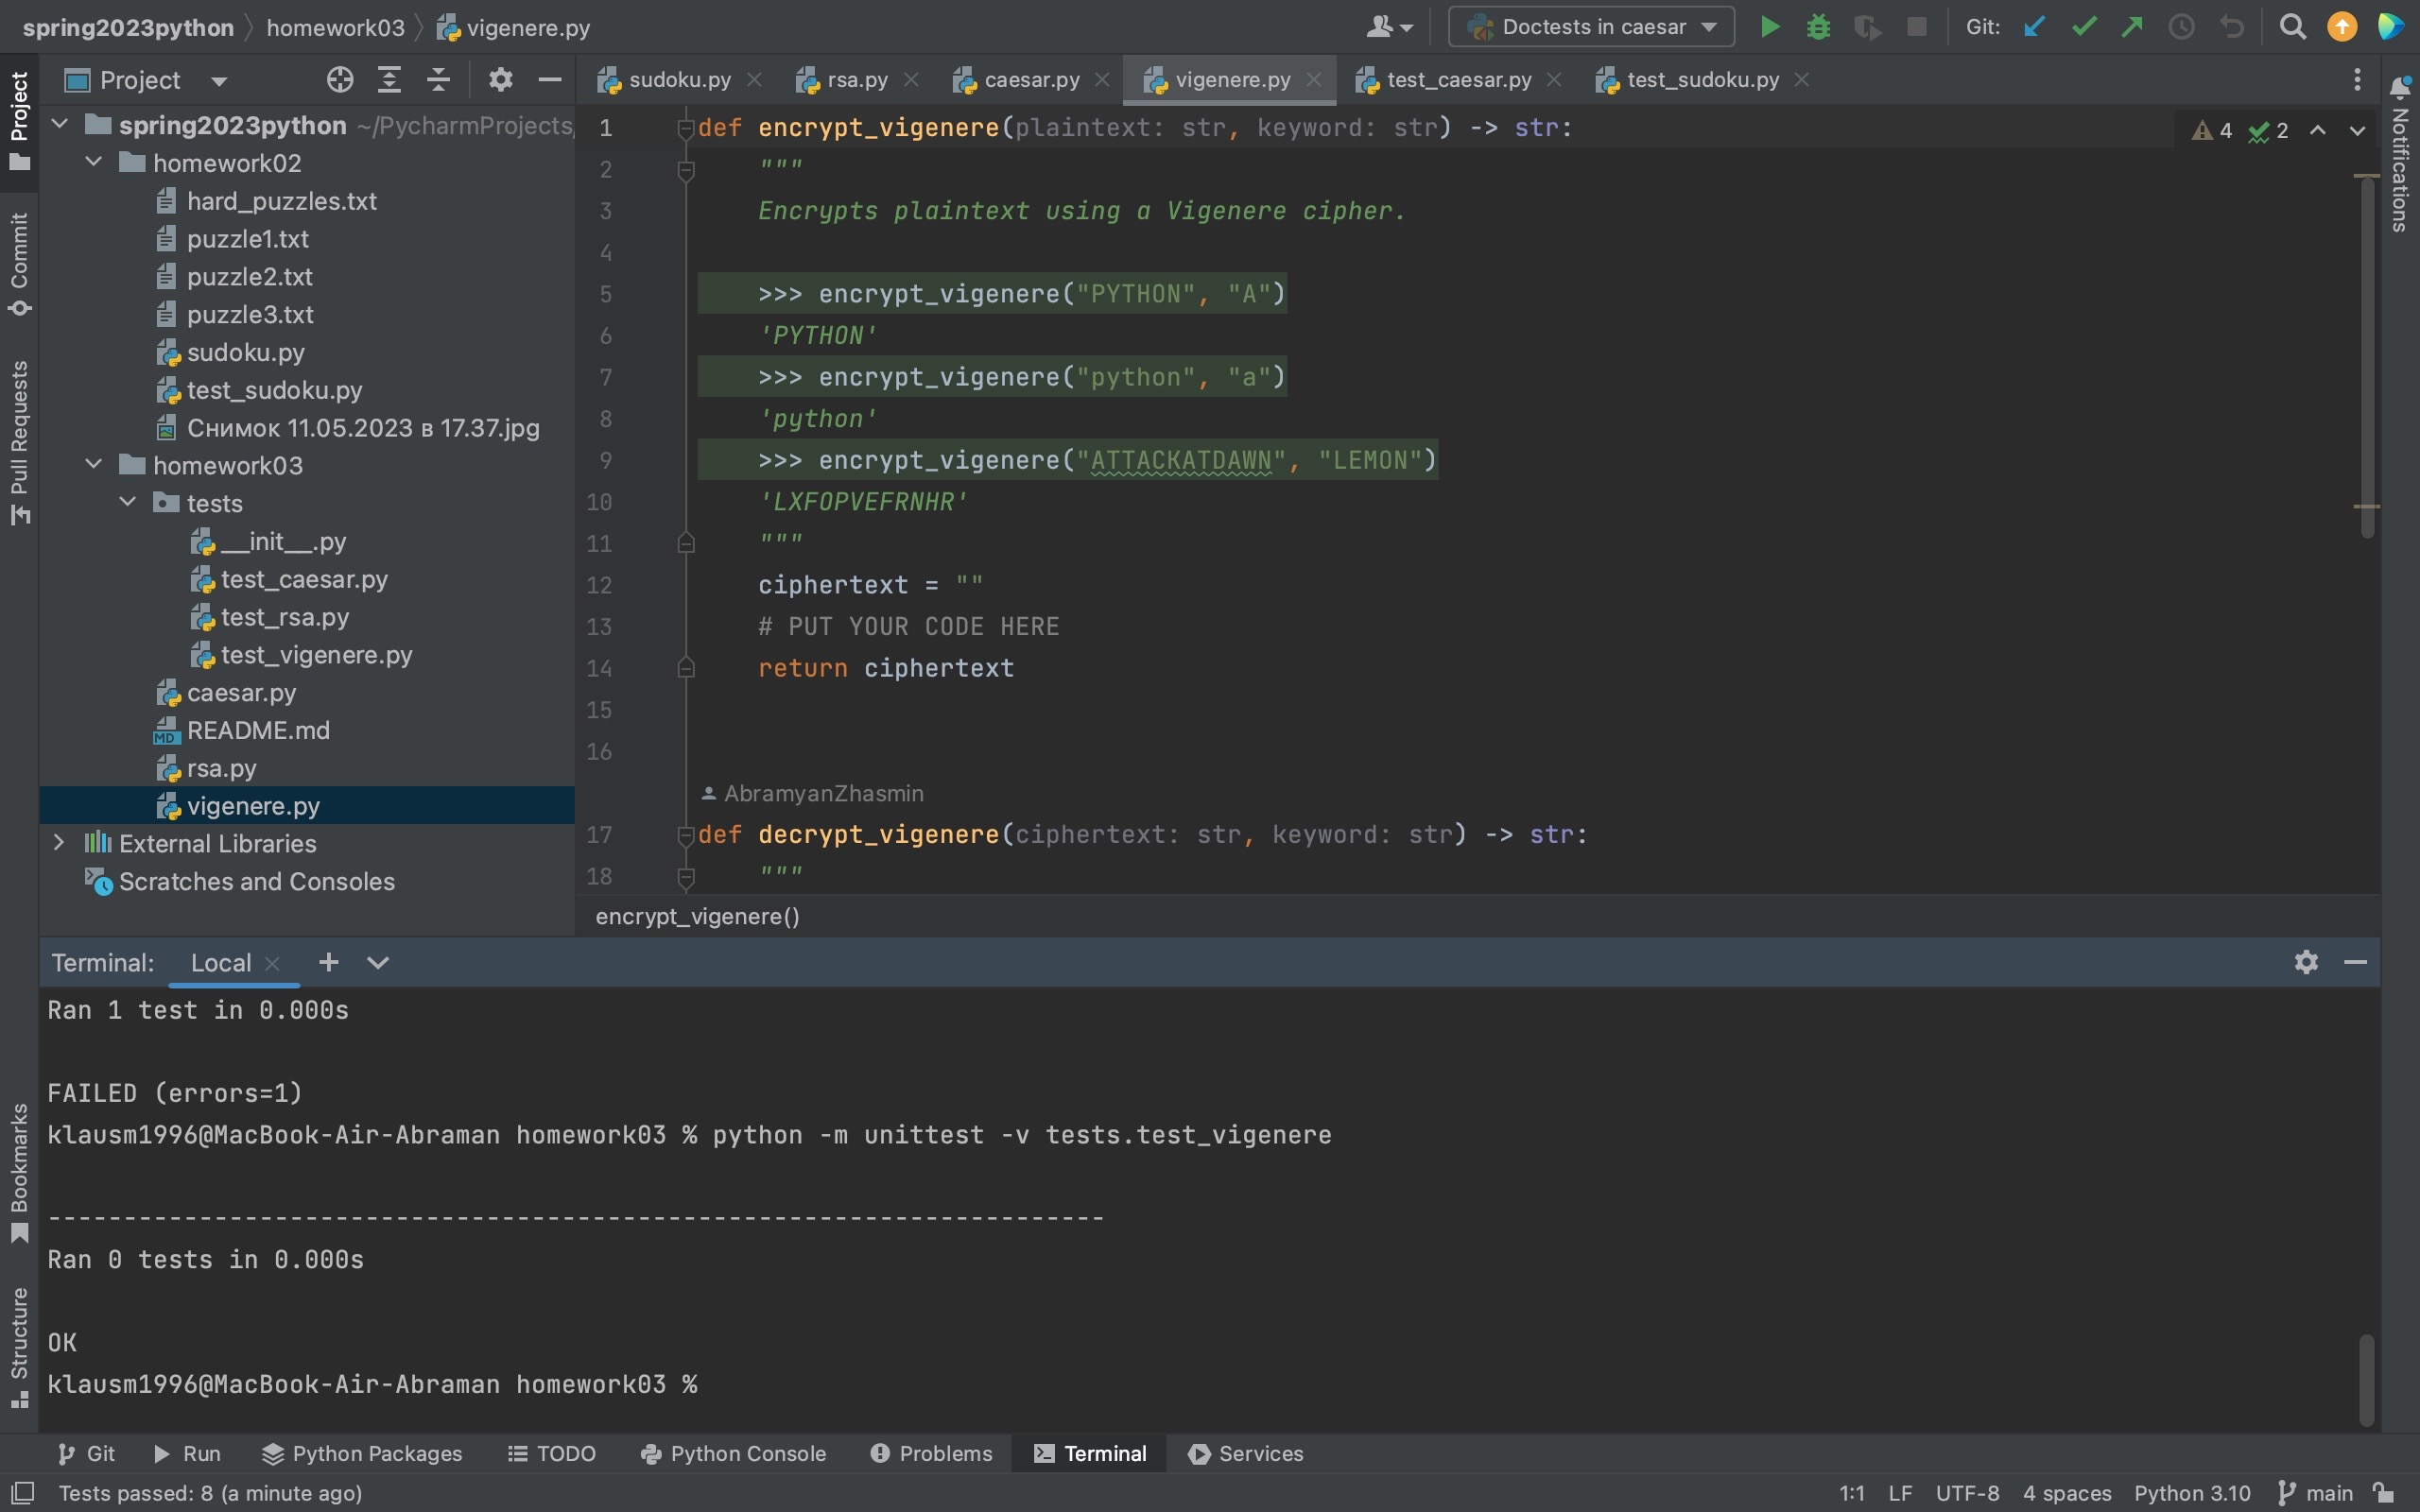 spring2023python homework03 vigenere.py
Doctests in caesar
Git:
Project
sudoku.py
rsa.py
caesar.py
vigenere.py
test_caesar.py
test_sudoku.py
Project
Commit
Pull Requests
Bookmarks
Structure
Notifications
spring2023python ~/PycharmProjects/
homework02
hard_puzzles.txt
puzzle1.txt
puzzle2.txt
puzzle3.txt
sudoku.py
test_sudoku.py
Снимок 11.05.2023 в 17.37.jpg
homework03
tests
__init__.py
test_caesar.py
test_rsa.py
test_vigenere.py
caesar.py
MD README.md
rsa.py
vigenere.py
External Libraries
Scratches and Consoles
4 2
1 def encrypt_vigenere(plaintext: str, keyword: str) -> str:
2 """
3 Encrypts plaintext using a Vigenere cipher.
4
5 >>> encrypt_vigenere("PYTHON", "A")
6 'PYTHON'
7 >>> encrypt_vigenere("python", "a")
8 'python'
9 >>> encrypt_vigenere("ATTACKATDAWN", "LEMON")
10 'LXFOPVEFRNHR'
11 """
12 ciphertext = ""
13 # PUT YOUR CODE HERE
14 return ciphertext
15
16
AbramyanZhasmin
17 def decrypt_vigenere(ciphertext: str, keyword: str) -> str:
18 """
encrypt_vigenere()
Terminal: Local
Ran 1 test in 0.000s
FAILED (errors=1)
klausm1996@MacBook-Air-Abraman homework03 % python -m unittest -v tests.test_vigenere
----------------------------------------------------------------------
Ran 0 tests in 0.000s
OK
klausm1996@MacBook-Air-Abraman homework03 %
Git Run Python Packages TODO Python Console Problems Terminal Services
Tests passed: 8 (a minute ago)
1:1 LF UTF-8 4 spaces Python 3.10 main